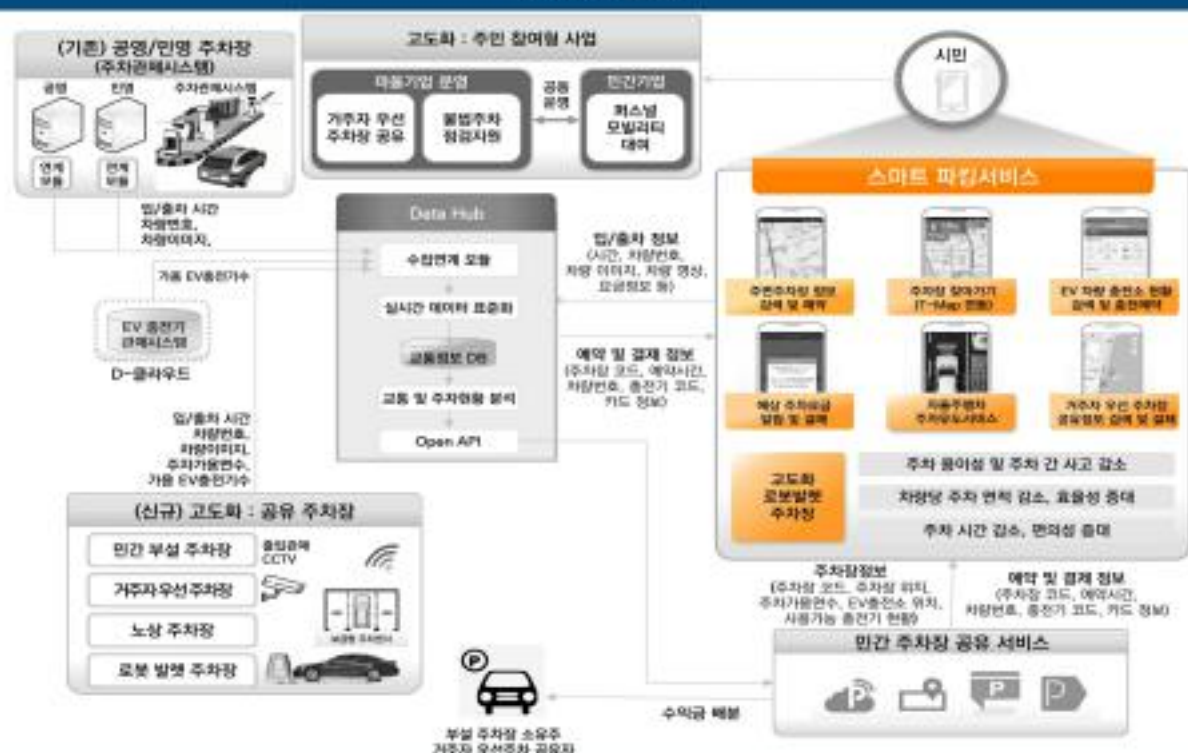 (기존) 공영/민영 주차장
(주차관제시스템)
공영
민영
주차관제시스템
연계
모듈
연계
모듈
고도화 : 주민 참여형 사업
마을기업 운영
거주자 우선
주차장 공유
불법주차
점검지원
공동
운영
민간기업
퍼스널
모빌리티
대여
시민
입/출차 시간
차량번호,
차량이미지,
가용 EV충전기수
EV 충전기
관제시스템
D-클라우드
Data Hub
수집연계 모듈
실시간 데이터 표준화
교통정보 DB
교통 및 주차현황 분석
Open API
입/출차 정보
(시간, 차량번호,
차량 이미지, 차량 영상,
요금정보 등)
예약 및 결제 정보
(주차장 코드, 예약시간,
차량번호, 충전기 코드,
카드 정보)
스마트 파킹서비스
주변주차장 정보
검색 및 예약
주차장 찾아가기
(T-Map 연동)
EV 차량 충전소 현황
검색 및 충전예약
예상 주차요금
알림 및 결제
자율주행차
주차유도서비스
거주자 우선 주차장
공유정보 검색 및 결제
고도화
로봇발렛
주차장
주차 용이성 및 주차 간 사고 감소
차량당 주차 면적 감소, 효율성 증대
주차 시간 감소, 편의성 증대
입/출차 시간
차량번호,
차량이미지,
주차가용면수,
가용 EV충전기수
(신규) 고도화 : 공유 주차장
민간 부설 주차장
거주자 우선 주차장
노상 주차장
로봇 발렛 주차장
출입관제
CCTV
주차장정보
(주차장 코드, 주차장 위치,
주차가용면수, EV충전소 위치,
사용가능 충전기 현황)
예약 및 결제 정보
(주차장 코드, 예약시간,
차량번호, 충전기 코드, 카드 정보)
민간 주차장 공유 서비스
수익금 배분
부설 주차장 소유주
거주자 우선주차 공유자